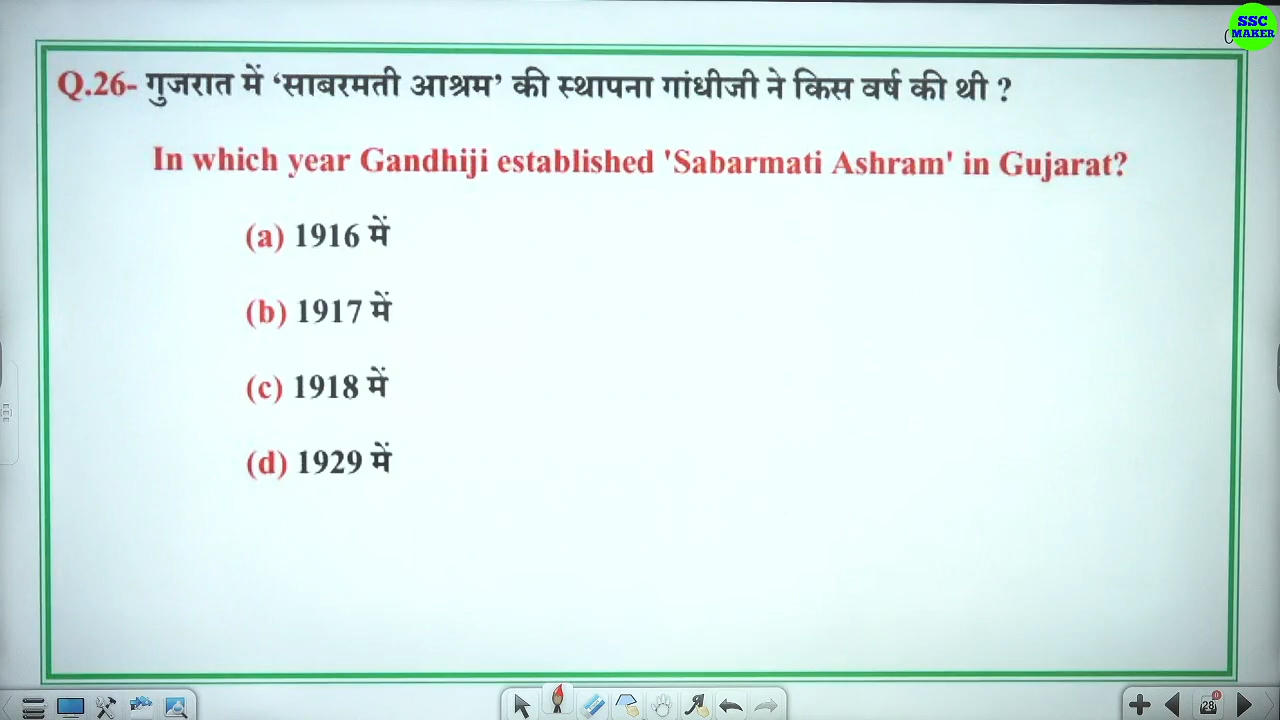 SSC
MAKER
Q.26- गुजरात में ‘साबरमती आश्रम’ की स्थापना गांधीजी ने किस वर्ष की थी ?
In which year Gandhiji established 'Sabarmati Ashram' in Gujarat?
(a) 1916 में
(b) 1917 में
(c) 1918 में
(d) 1929 में
28